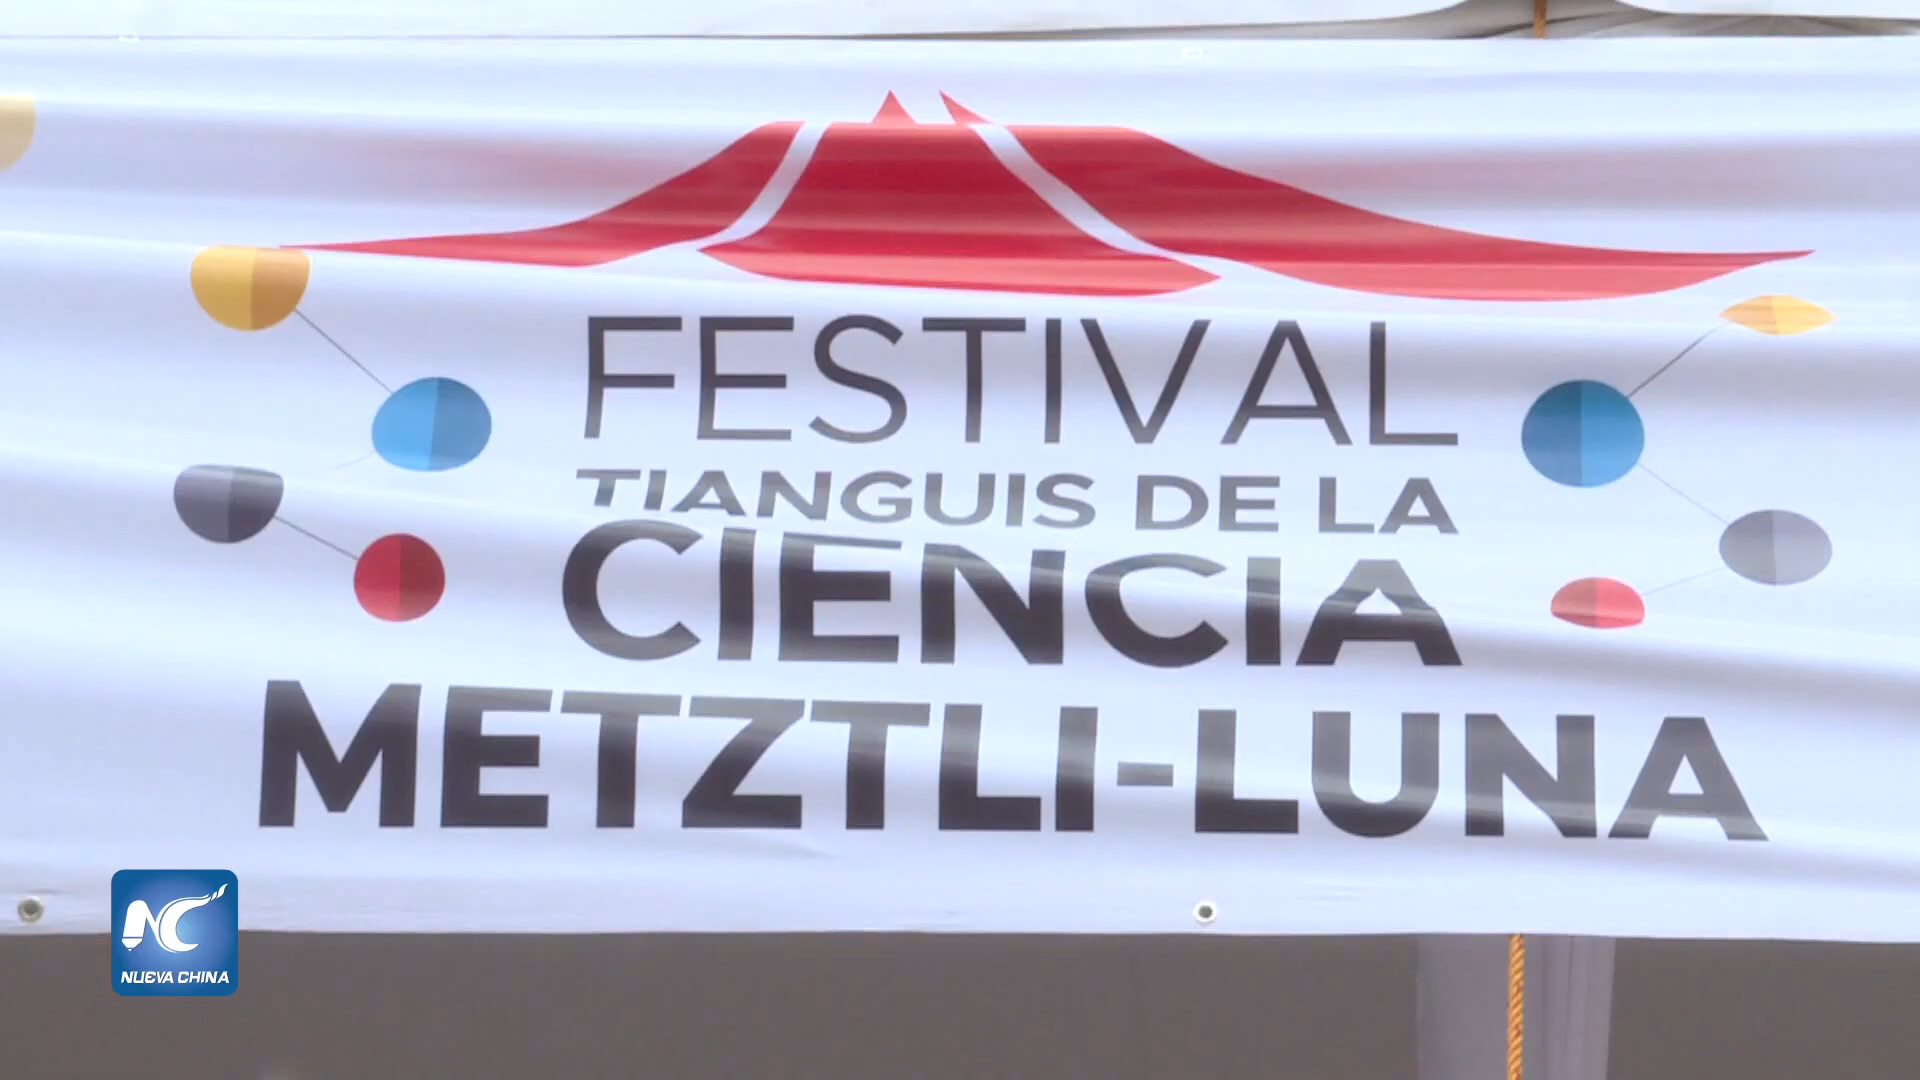 FESTIVAL
TIANGUIS DE LA
CIENCIA
METZTLI-LUNA
NC
NUEVA CHINA